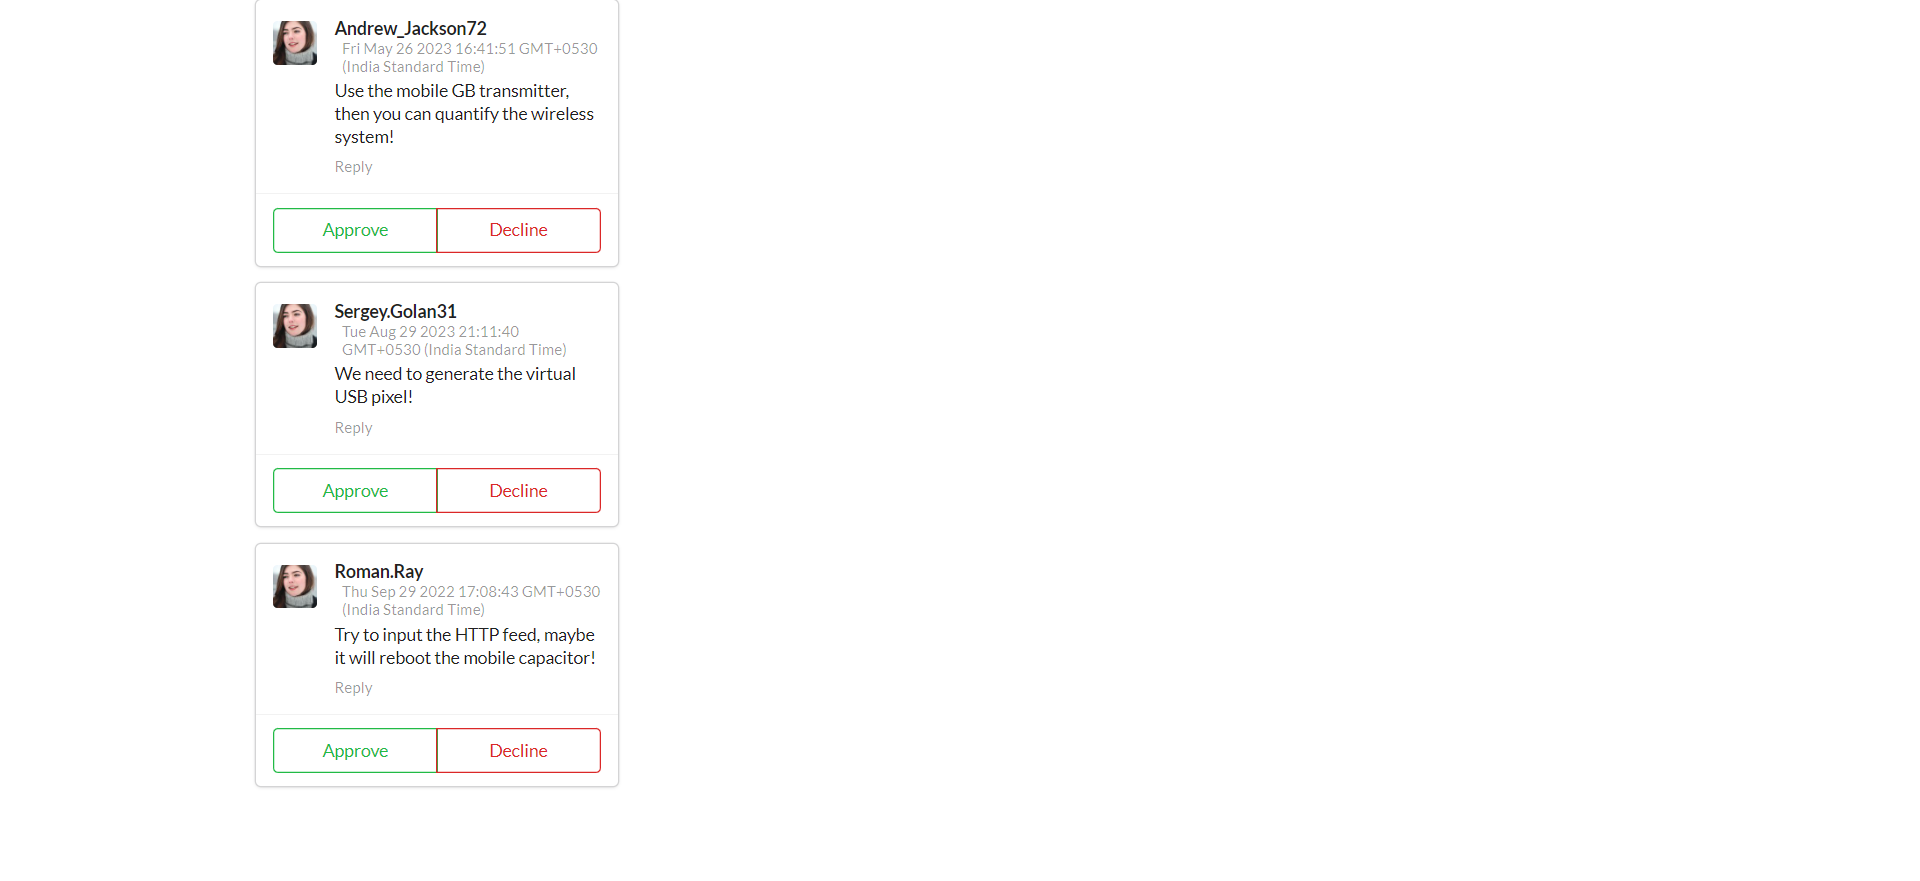 Andrew_Jackson72
Fri May 26 2023 16:41:51 GMT+0530
(India Standard Time)
Use the mobile GB transmitter,
then you can quantify the wireless
system!
Reply
Approve Decline
Sergey.Golan31
Tue Aug 29 2023 21:11:40
GMT+0530 (India Standard Time)
We need to generate the virtual
USB pixel!
Reply
Approve Decline
Roman.Ray
Thu Sep 29 2022 17:08:43 GMT+0530
(India Standard Time)
Try to input the HTTP feed, maybe
it will reboot the mobile capacitor!
Reply
Approve Decline